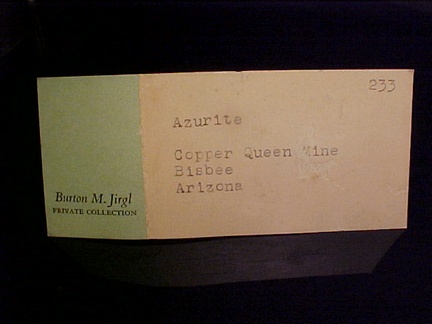 233
Azurite
Copper Queen Mine
Bisbee
Arizona
Burton M. Jirgl
PRIVATE COLLECTION